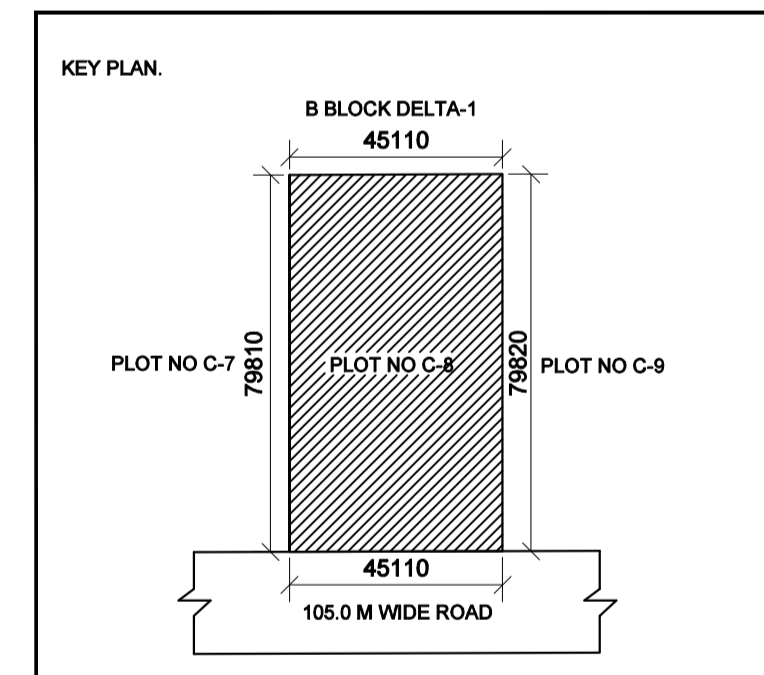 KEY PLAN.
B BLOCK DELTA-1
45110
PLOT NO C-7
79810
PLOT NO C-8
79820
PLOT NO C-9
45110
105.0 M WIDE ROAD